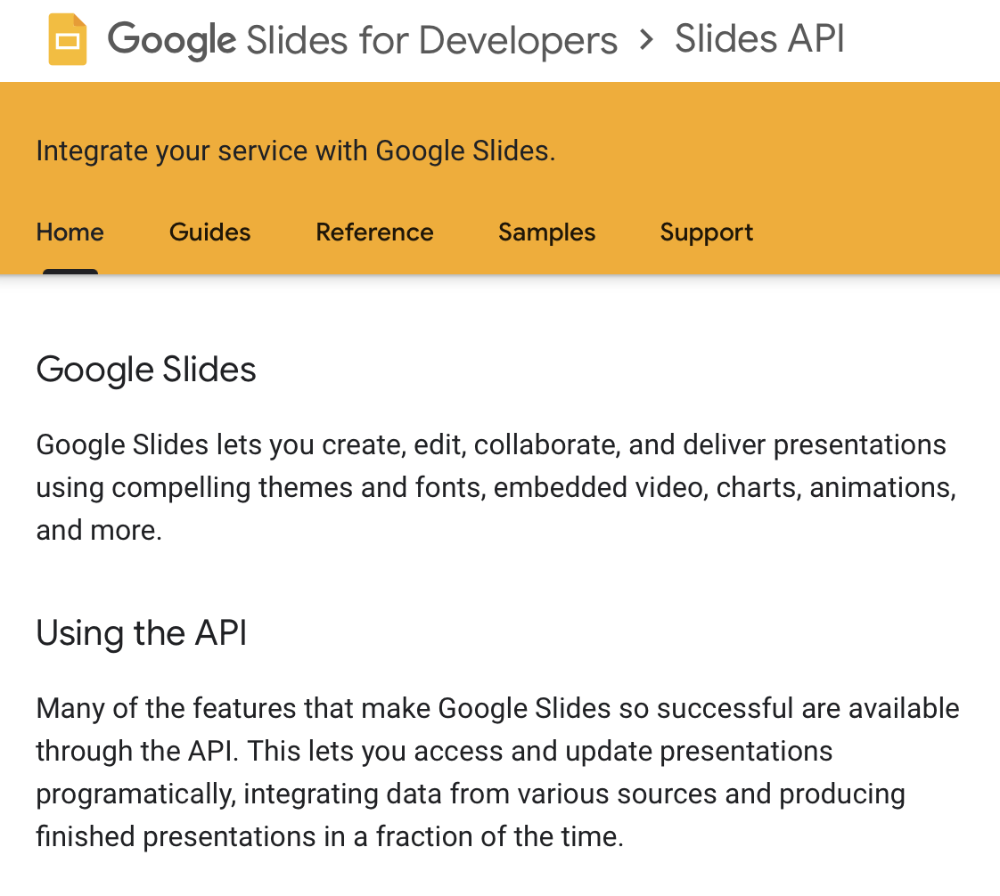 Google Slides for Developers > Slides API
Integrate your service with Google Slides.
Home Guides Reference Samples Support
Google Slides
Google Slides lets you create, edit, collaborate, and deliver presentations
using compelling themes and fonts, embedded video, charts, animations,
and more.
Using the API
Many of the features that make Google Slides so successful are available
through the API. This lets you access and update presentations
programatically, integrating data from various sources and producing
finished presentations in a fraction of the time.